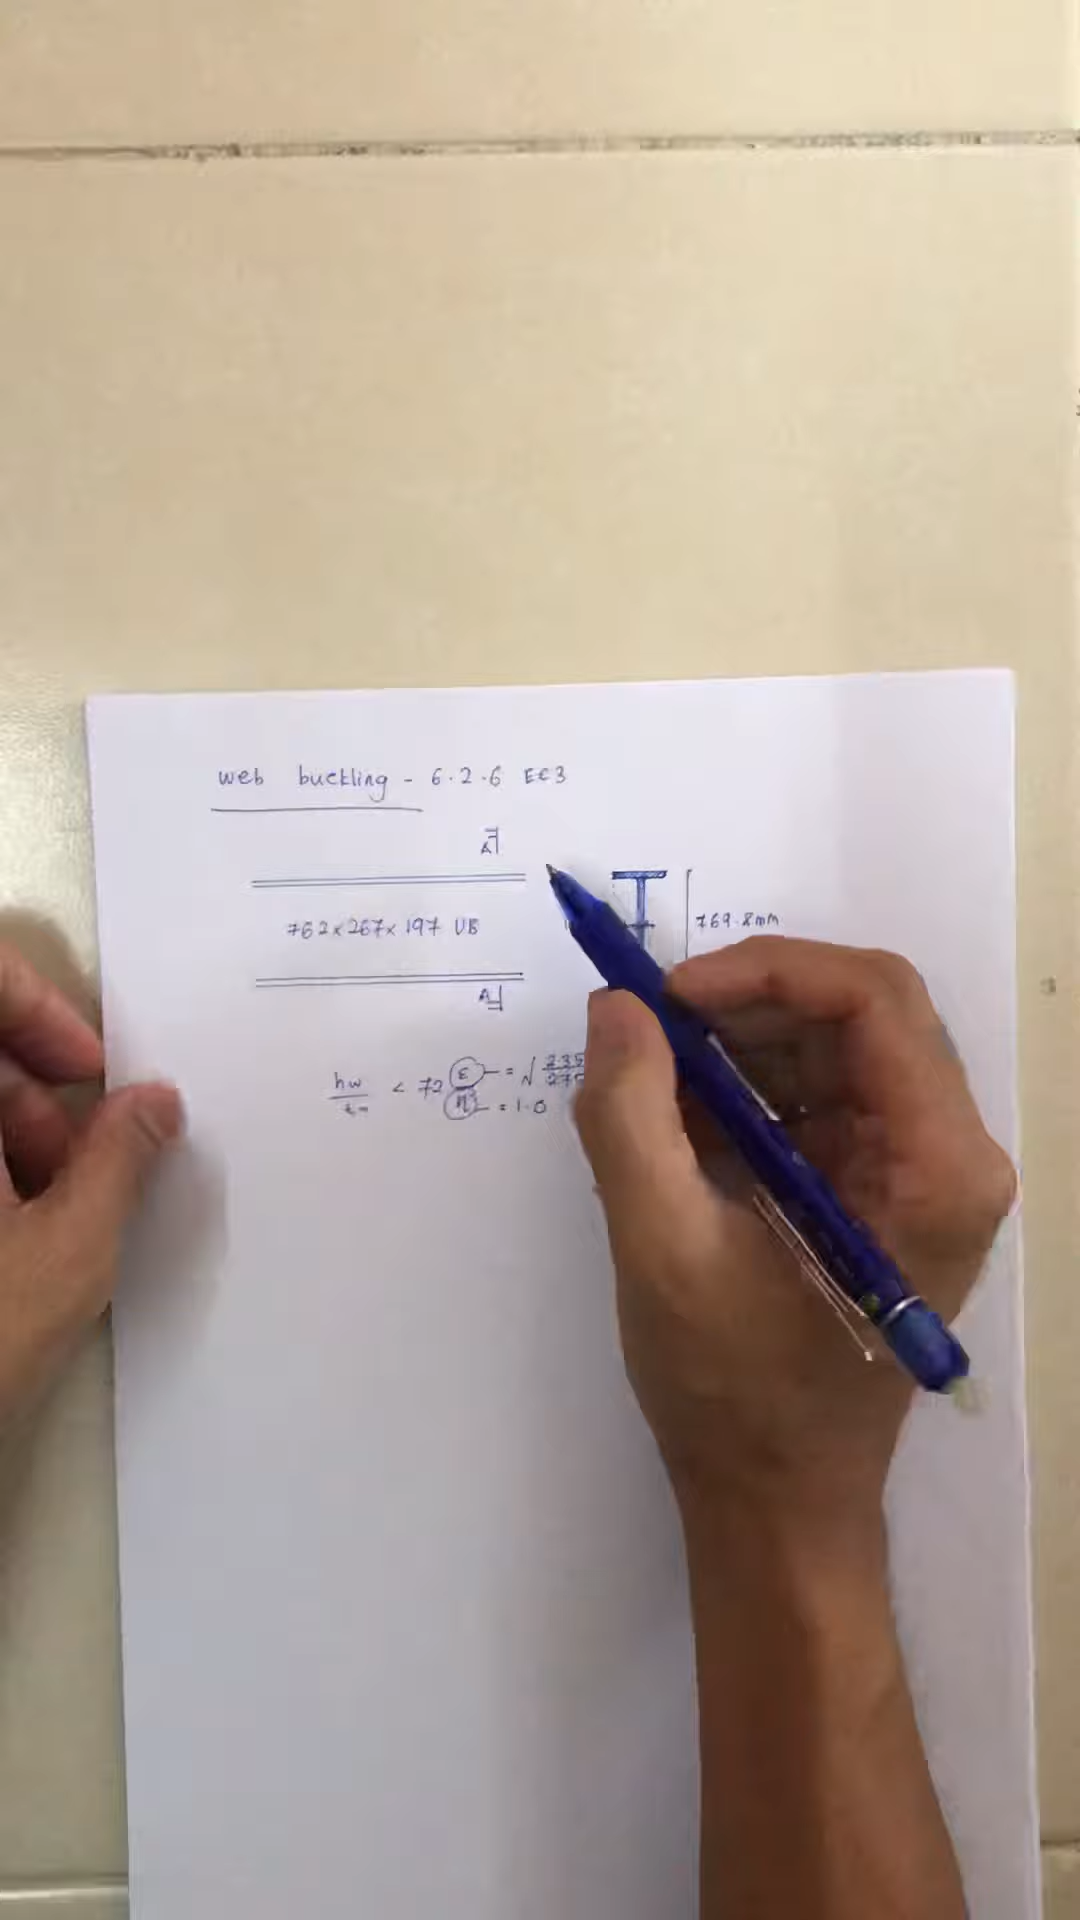 web buckling - 6.2.6 EC3
A
762x267x197 UB
769.8mm
A
hw < 72 ε = √ 235
η = 1.0